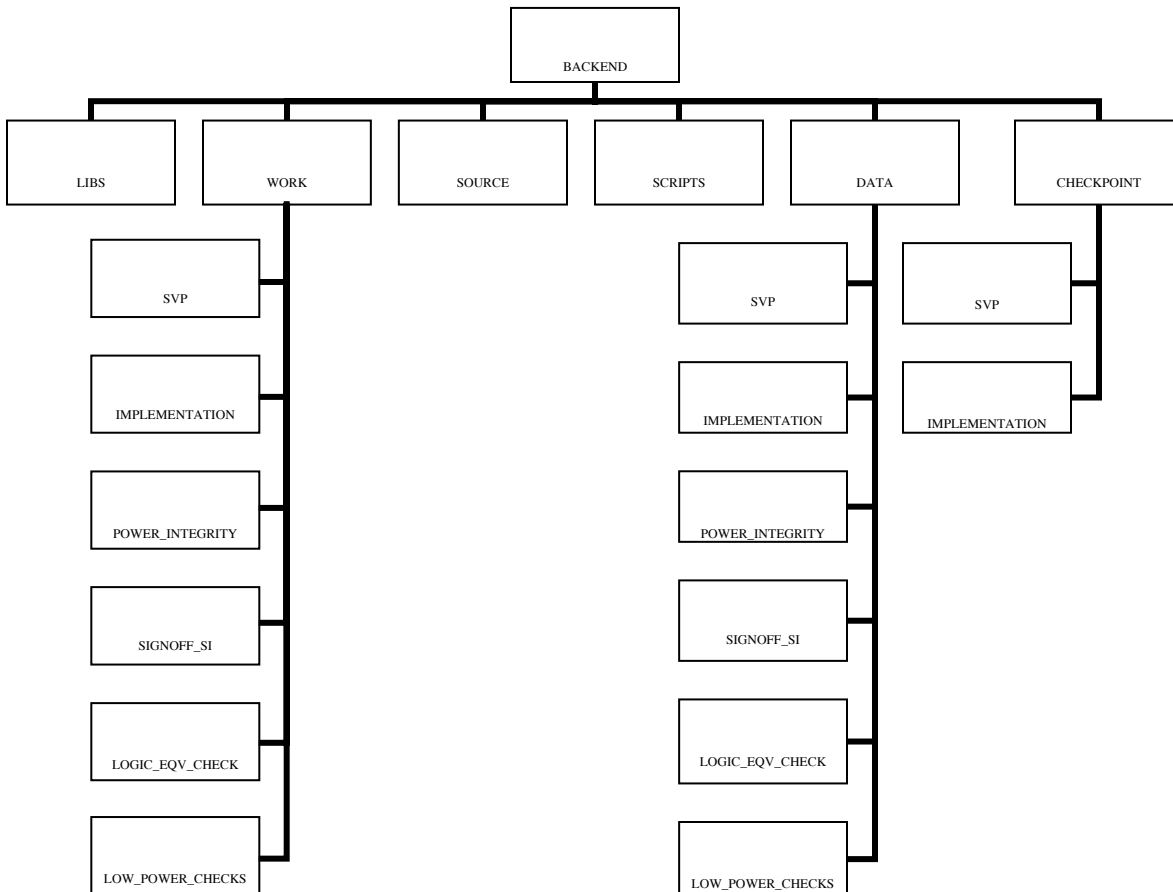 BACKEND
LIBS
WORK
SOURCE
SCRIPTS
DATA
CHECKPOINT
SVP
IMPLEMENTATION
POWER_INTEGRITY
SIGNOFF_SI
LOGIC_EQV_CHECK
LOW_POWER_CHECKS
SVP
IMPLEMENTATION
POWER_INTEGRITY
SIGNOFF_SI
LOGIC_EQV_CHECK
LOW_POWER_CHECKS
SVP
IMPLEMENTATION